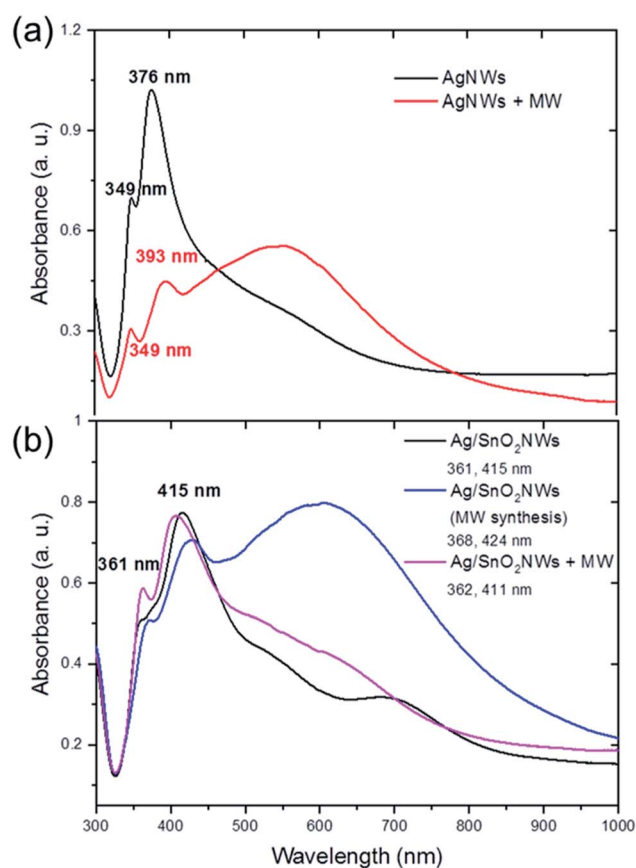 (a)
1.2
0.9
0.6
0.3
Absorbance (a. u.)
376 nm
349 nm
393 nm
349 nm
AgNWs
AgNWs + MW
(b)
1
0.8
0.6
0.4
0.2
Absorbance (a. u.)
415 nm
361 nm
Ag/SnO₂NWs
361, 415 nm
Ag/SnO₂NWs
(MW synthesis)
368, 424 nm
Ag/SnO₂NWs + MW
362, 411 nm
300 400 500 600 700 800 900 1000
Wavelength (nm)